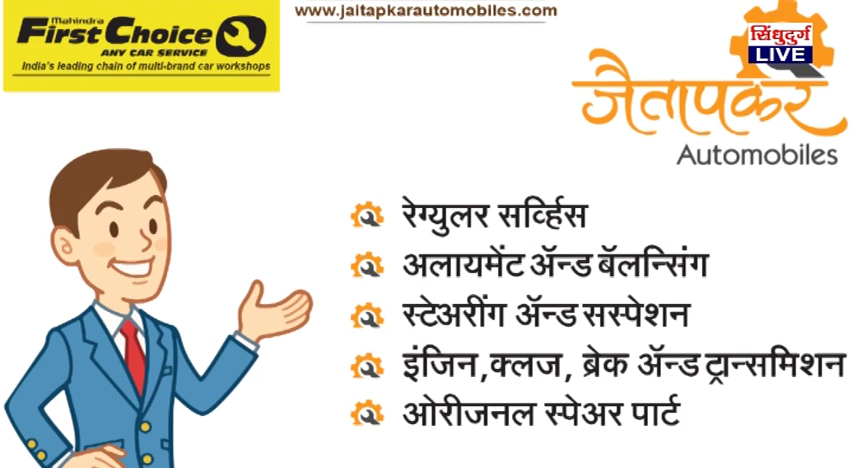 Mahindra
First Choice
ANY CAR SERVICE
India's leading chain of multi-brand car workshops
www.jaitapkarautomobiles.com
सिंधुदुर्ग
LIVE
जैतापकर
Automobiles
रेग्युलर सर्व्हिस
अलायमेंट ॲन्ड बॅलन्सिंग
स्टेअरींग ॲन्ड सस्पेशन
इंजिन,क्लज, ब्रेक ॲन्ड ट्रान्समिशन
ओरीजनल स्पेअर पार्ट